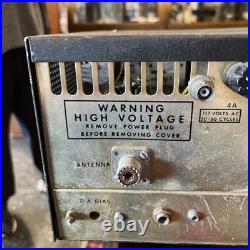 WARNING
HIGH VOLTAGE
REMOVE POWER PLUG
BEFORE REMOVING COVER
4A
117 VOLTS AC
50-60 CYCLES
ANTENNA
BIAS